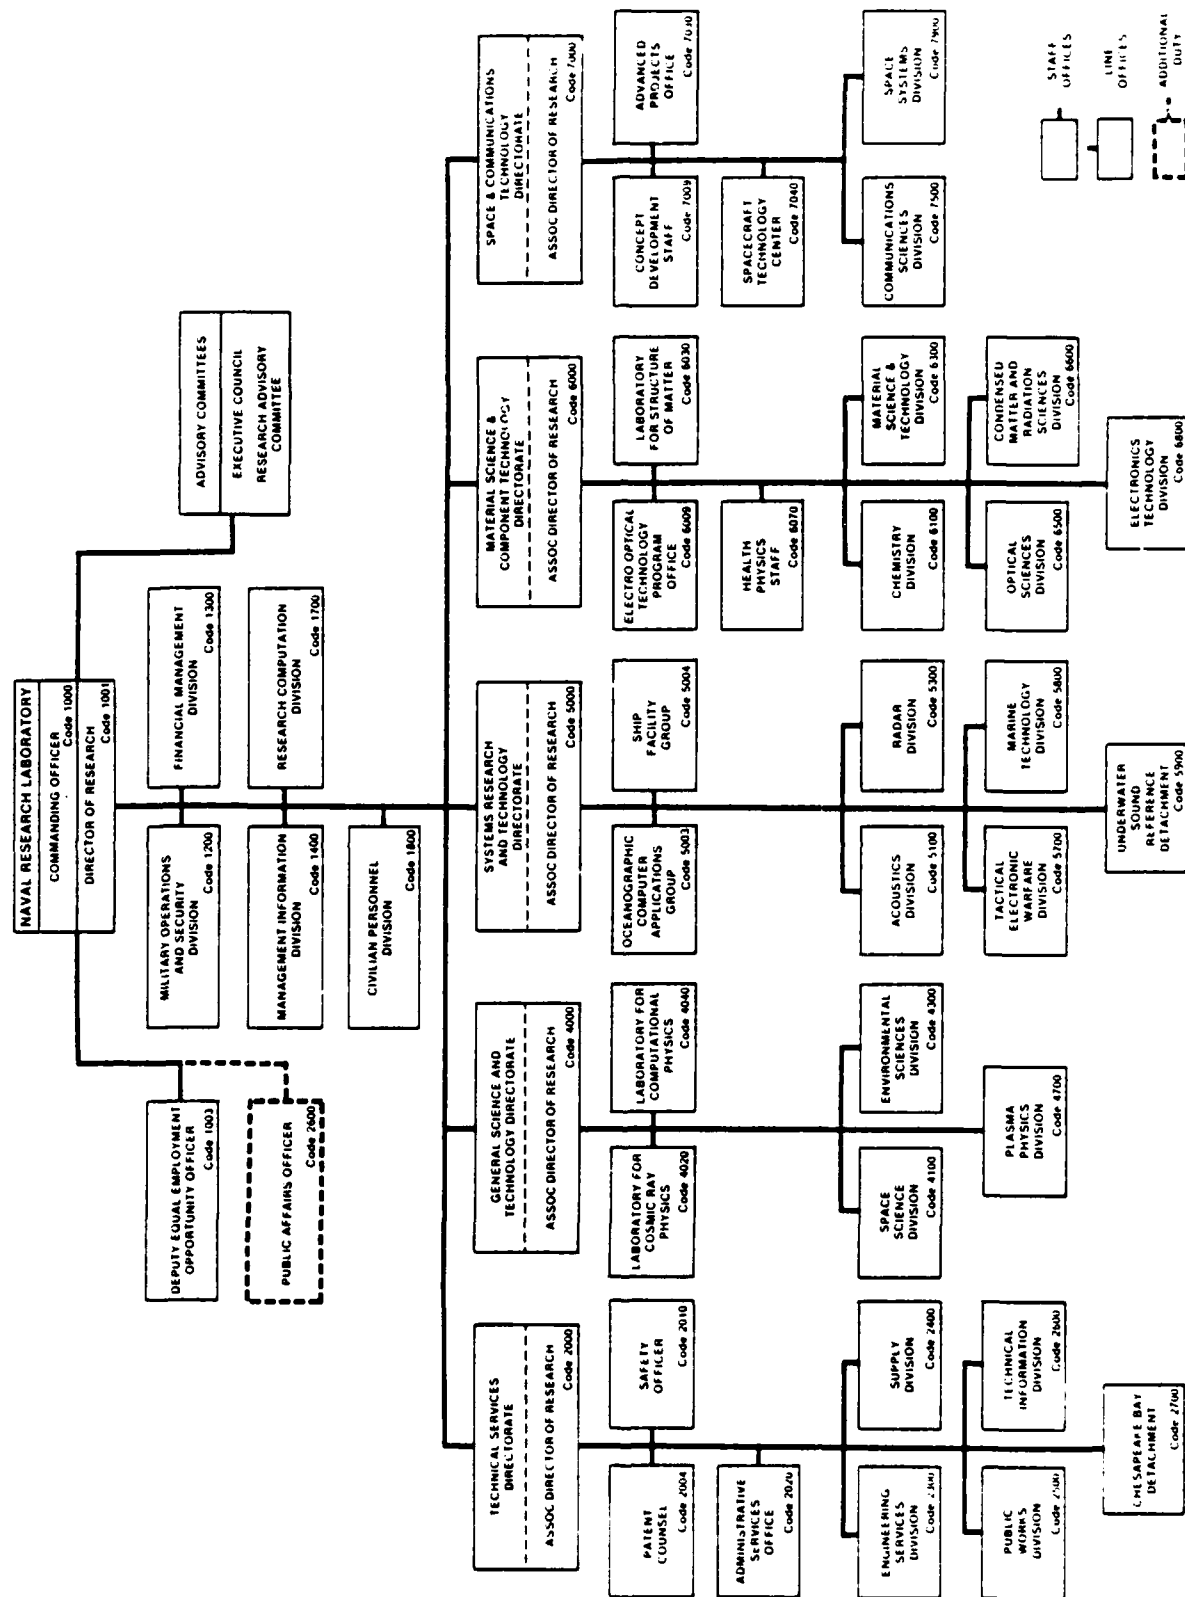 NAVAL RESEARCH LABORATORY
COMMANDING OFFICER
Code 1000
DIRECTOR OF RESEARCH
Code 1001
ADVISORY COMMITTEES
EXECUTIVE COUNCIL
RESEARCH ADVISORY
COMMITTEE
DEPUTY EQUAL EMPLOYMENT
OPPORTUNITY OFFICER
Code 1003
PUBLIC AFFAIRS OFFICER
Code 2600
MILITARY OPERATIONS
AND SECURITY
DIVISION
Code 1200
FINANCIAL MANAGEMENT
DIVISION
Code 1300
MANAGEMENT INFORMATION
DIVISION
Code 1400
RESEARCH COMPUTATION
DIVISION
Code 1700
CIVILIAN PERSONNEL
DIVISION
Code 1800
TECHNICAL SERVICES
DIRECTORATE
ASSOC DIRECTOR OF RESEARCH
Code 2000
PATENT
COUNSEL
Code 2004
SAFETY
OFFICER
Code 2010
ADMINISTRATIVE
SERVICES
OFFICE
Code 2020
ENGINEERING
SERVICES
DIVISION
Code 2300
SUPPLY
DIVISION
Code 2400
PUBLIC
WORKS
DIVISION
Code 2500
TECHNICAL
INFORMATION
DIVISION
Code 2600
CHESAPEAKE BAY
DETACHMENT
Code 2700
GENERAL SCIENCE AND
TECHNOLOGY DIRECTORATE
ASSOC DIRECTOR OF RESEARCH
Code 4000
LABORATORY FOR
COSMIC RAY
PHYSICS
Code 4020
LABORATORY FOR
COMPUTATIONAL
PHYSICS
Code 4040
SPACE
SCIENCE
DIVISION
Code 4100
ENVIRONMENTAL
SCIENCES
DIVISION
Code 4300
PLASMA
PHYSICS
DIVISION
Code 4700
SYSTEMS RESEARCH
AND TECHNOLOGY
DIRECTORATE
ASSOC DIRECTOR OF RESEARCH
Code 5000
OCEANOGRAPHIC
COMPUTER
APPLICATIONS
GROUP
Code 5003
SHIP
FACILITY
GROUP
Code 5004
ACOUSTICS
DIVISION
Code 5100
RADAR
DIVISION
Code 5300
TACTICAL
ELECTRONIC
WARFARE
DIVISION
Code 5700
MARINE
TECHNOLOGY
DIVISION
Code 5800
UNDERWATER
SOUND
REFERENCE
DETACHMENT
Code 5900
MATERIAL SCIENCE &
COMPONENT TECHNOLOGY
DIRECTORATE
ASSOC DIRECTOR OF RESEARCH
Code 6000
ELECTRO OPTICAL
TECHNOLOGY
PROGRAM
OFFICE
Code 6009
LABORATORY
FOR STRUCTURE
OF MATTER
Code 6030
HEALTH
PHYSICS
STAFF
Code 6070
CHEMISTRY
DIVISION
Code 6100
MATERIAL
SCIENCE &
TECHNOLOGY
DIVISION
Code 6300
OPTICAL
SCIENCES
DIVISION
Code 6500
CONDENSED
MATTER AND
RADIATION
SCIENCES
DIVISION
Code 6600
ELECTRONICS
TECHNOLOGY
DIVISION
Code 6800
SPACE & COMMUNICATIONS
TECHNOLOGY
DIRECTORATE
ASSOC DIRECTOR OF RESEARCH
Code 7000
CONCEPT
DEVELOPMENT
STAFF
Code 7009
ADVANCED
PROJECTS
OFFICE
Code 7030
SPACECRAFT
TECHNOLOGY
CENTER
Code 7040
COMMUNICATIONS
SCIENCES
DIVISION
Code 7500
SPACE
SYSTEMS
DIVISION
Code 7900
STAFF
OFFICES
LINE
OFFICES
ADDITIONAL
DUTY